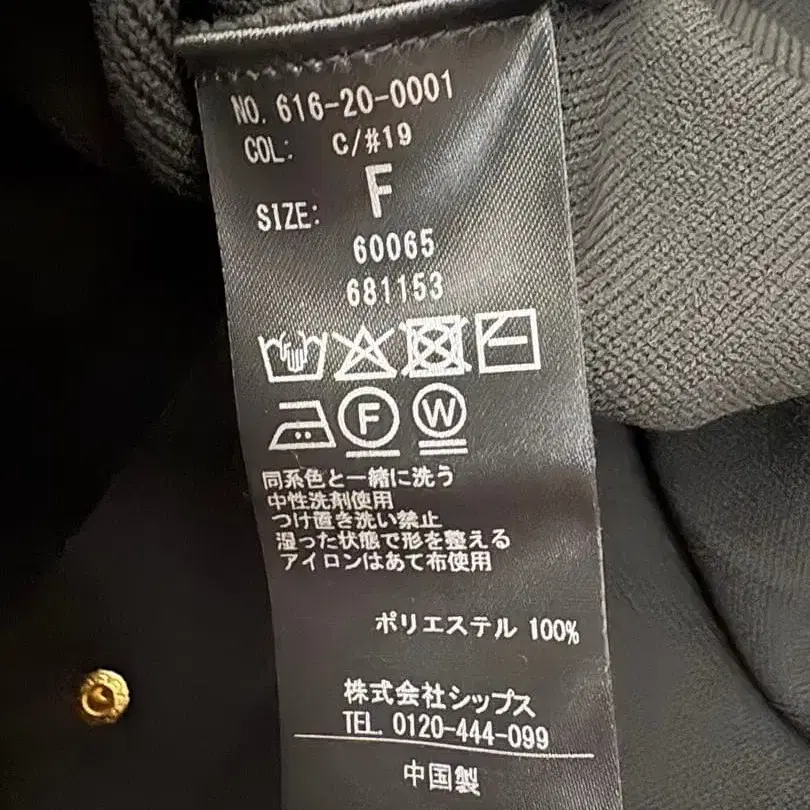 NO. 616-20-0001
COL: C/#19
SIZE: F
60065
681153
F W
同系色と一緒に洗う
中性洗剤使用
つけ置き洗い禁止
湿った状態で形を整える
アイロンはあて布使用
ポリエステル 100%
株式会社シップス
TEL. 0120-444-099
中国製